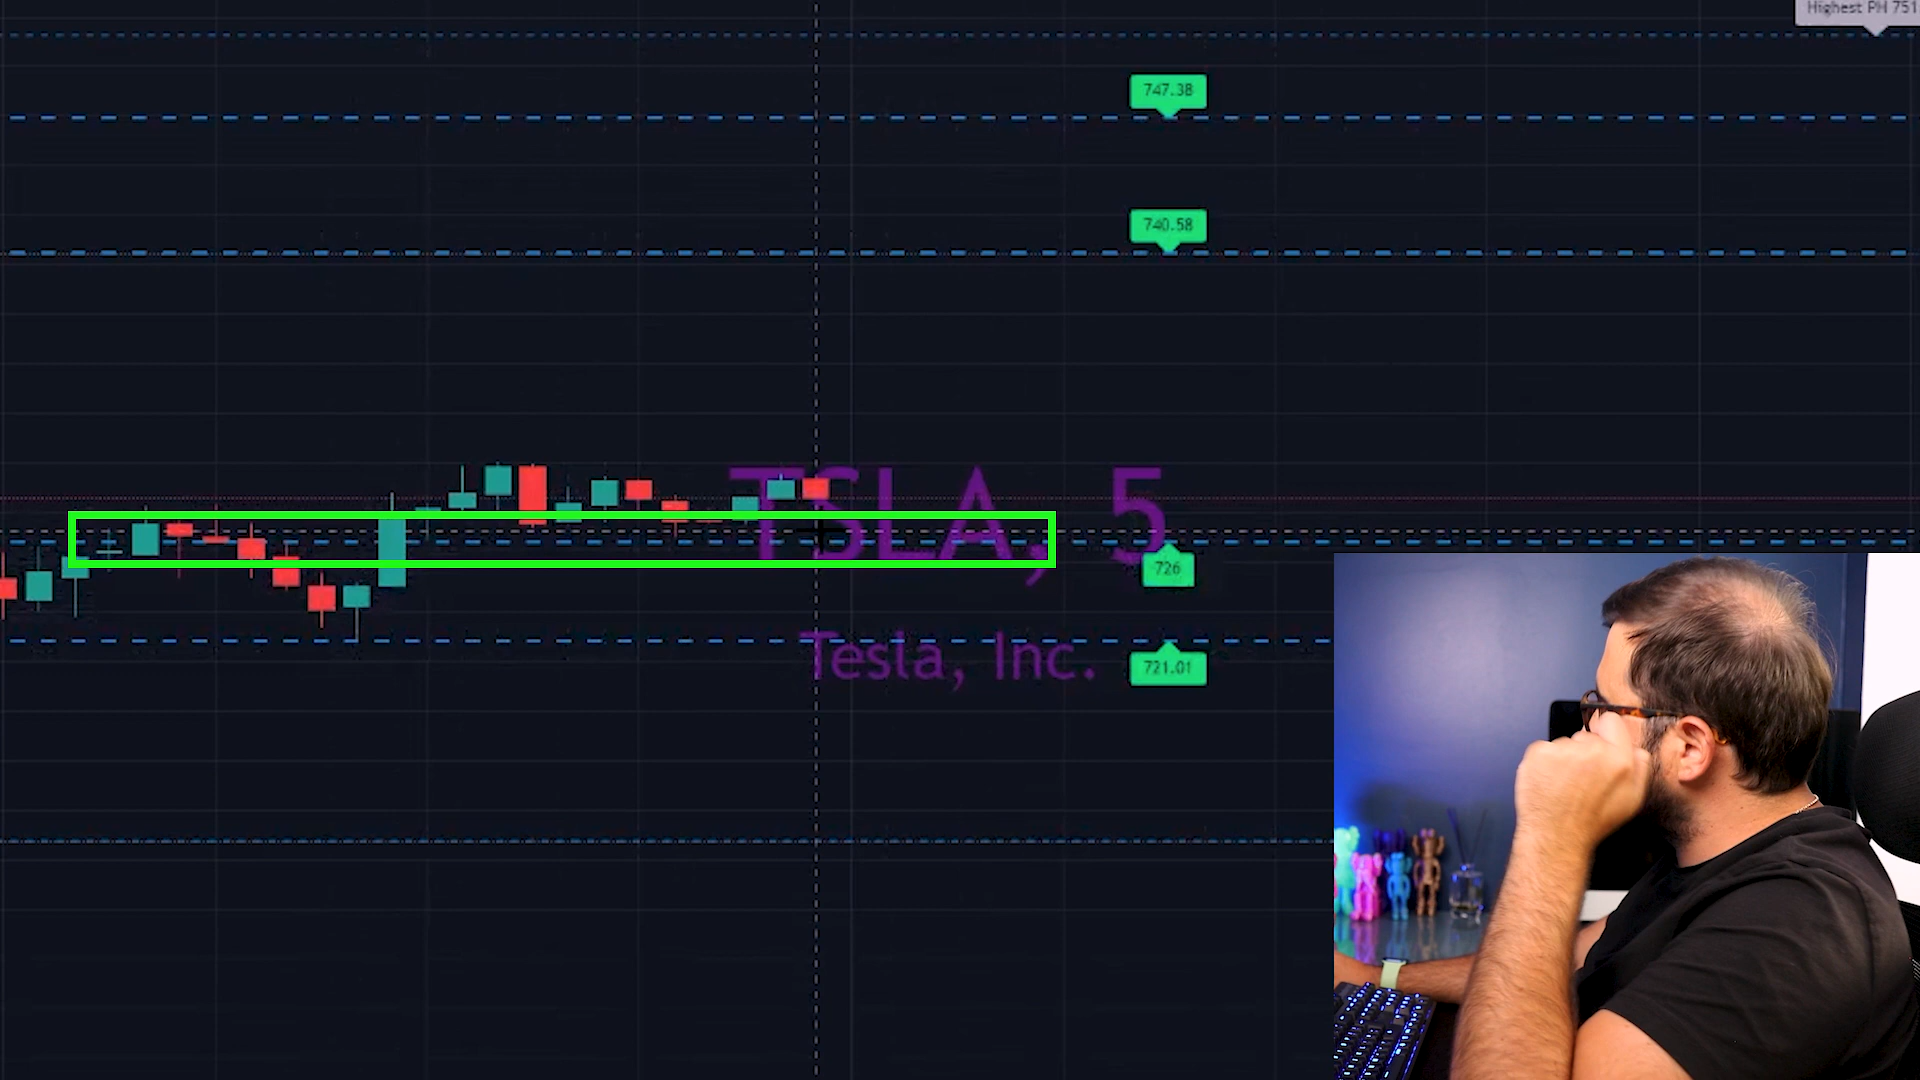 Highest PH 751
747.38
740.58
TSLA, 5
726
Tesla, Inc.
721.01